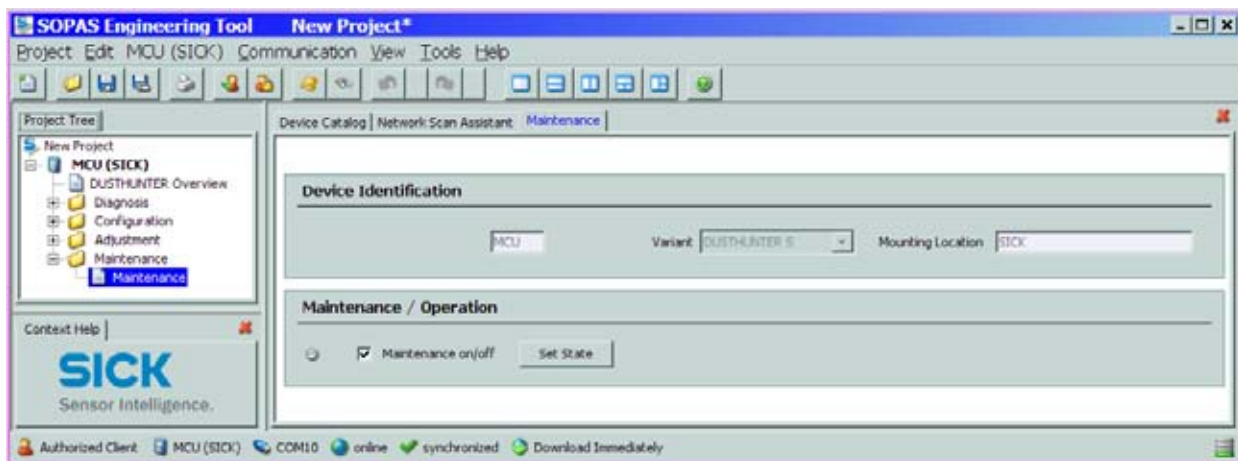 SOPAS Engineering Tool New Project*
Project Edit MCU (SICK) Communication View Tools Help
Project Tree
New Project
MCU (SICK)
DUSTHUNTER Overview
Diagnosis
Configuration
Adjustment
Maintenance
Maintenance
Context Help
SICK
Sensor Intelligence.
Device Catalog Network Scan Assistant Maintenance
Device Identification
MCU Variant DUSTHUNTER S Mounting Location SICK
Maintenance / Operation
Maintenance on/off Set State
Authorized Client MCU (SICK) COM10 online synchronized Download Immediately